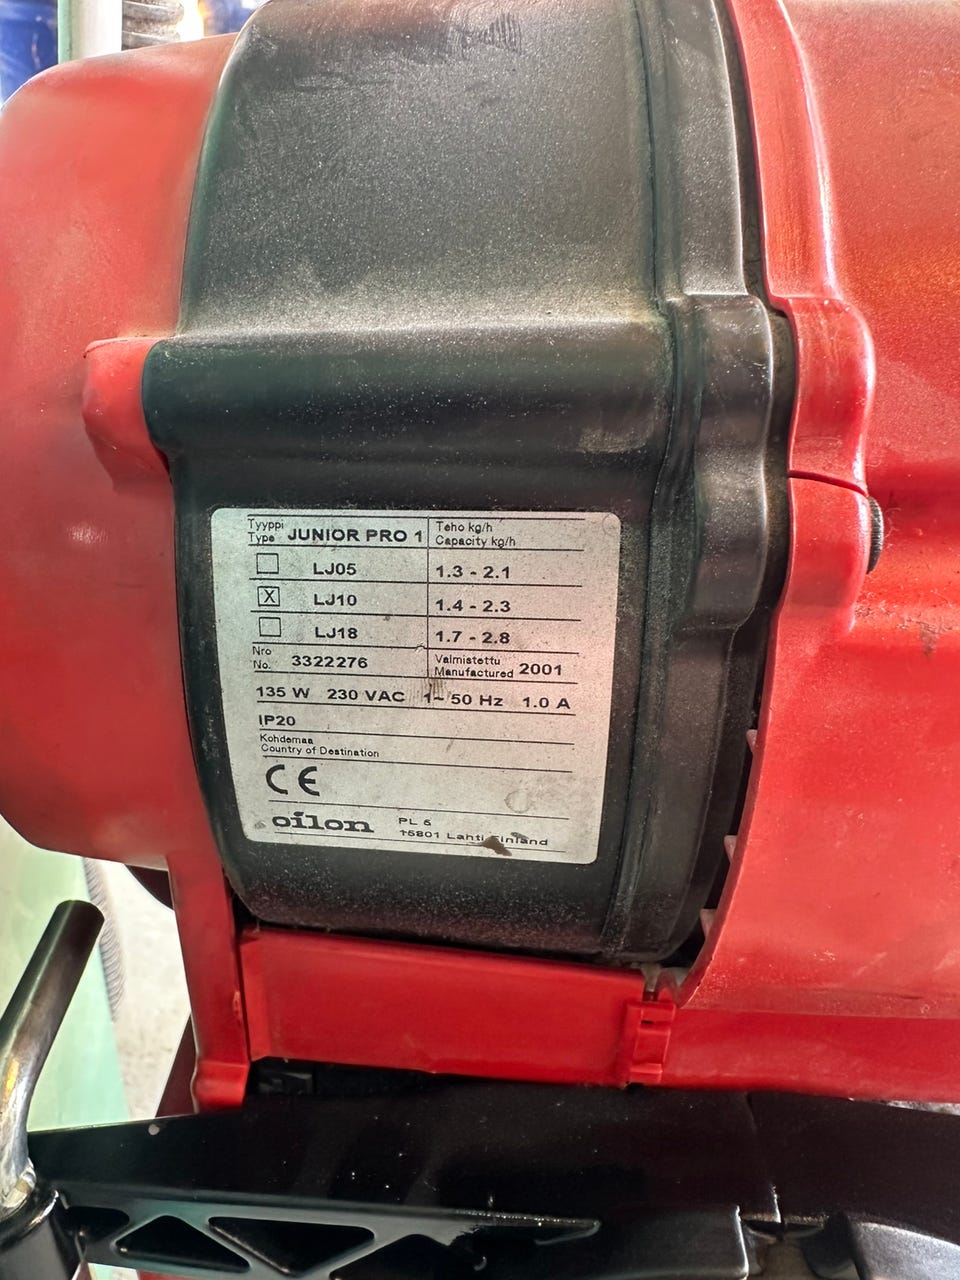 Tyyppi Teho kg/h
Type JUNIOR PRO 1 Capacity kg/h
LJ05 1.3 - 2.1
X LJ10 1.4 - 2.3
LJ18 1.7 - 2.8
Nro Valmistettu
No. 3322276 Manufactured 2001
135 W 230 VAC 1~ 50 Hz 1.0 A
IP20
Kohdemaa
Country of Destination
CE
oilon PL 5
15801 Lahti Finland